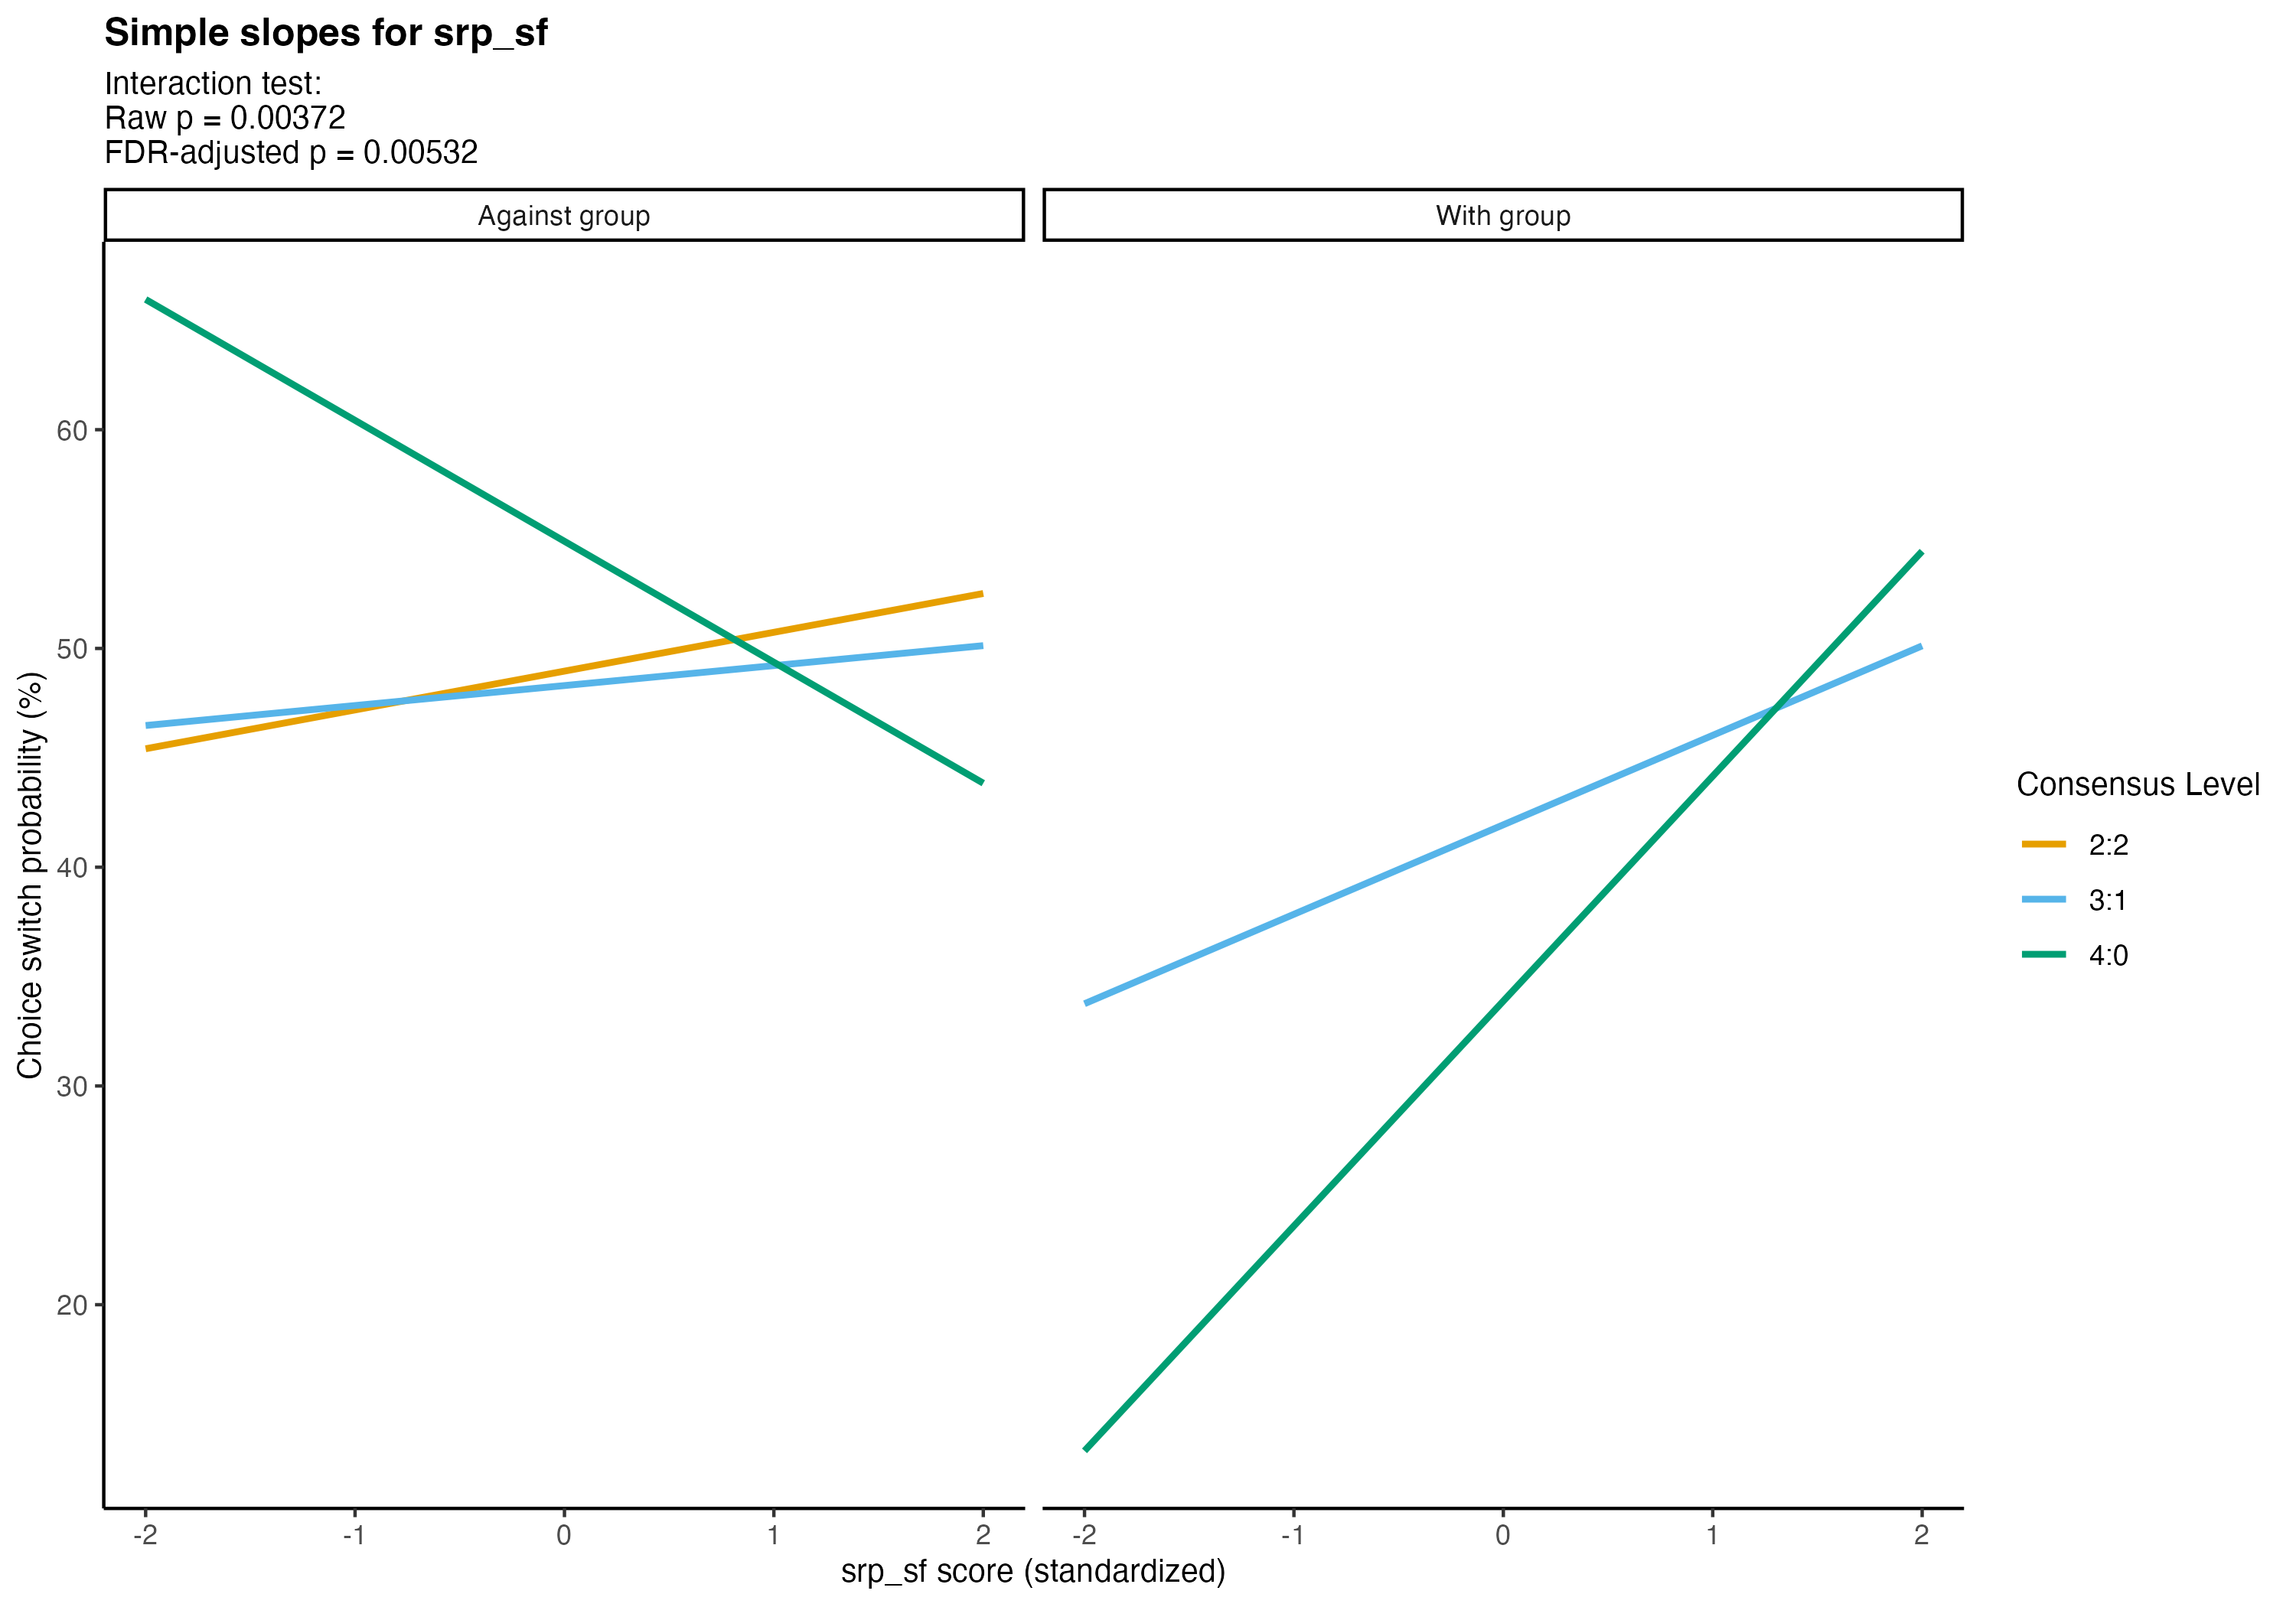 Simple slopes for srp_sf
Interaction test:
Raw p = 0.00372
FDR-adjusted p = 0.00532
Against group
With group
Choice switch probability (%)
60
50
40
30
20
-2
-1
0
1
2
-2
-1
0
1
2
srp_sf score (standardized)
Consensus Level
2:2
3:1
4:0